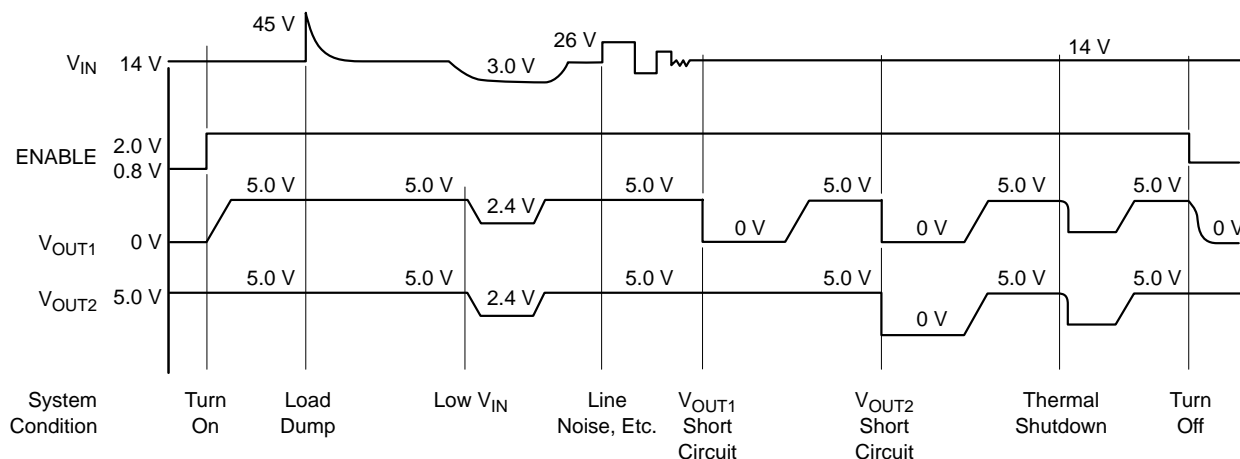 45 V
26 V
V_IN 14 V 3.0 V 14 V
2.0 V
ENABLE
0.8 V
5.0 V 5.0 V 2.4 V 5.0 V 5.0 V 5.0 V 5.0 V
V_OUT1 0 V 0 V 0 V 0 V
V_OUT2 5.0 V 5.0 V 5.0 V 2.4 V 5.0 V 5.0 V 5.0 V 5.0 V
0 V
System Condition
Turn On
Load Dump
Low V_IN
Line Noise, Etc.
V_OUT1 Short Circuit
V_OUT2 Short Circuit
Thermal Shutdown
Turn Off